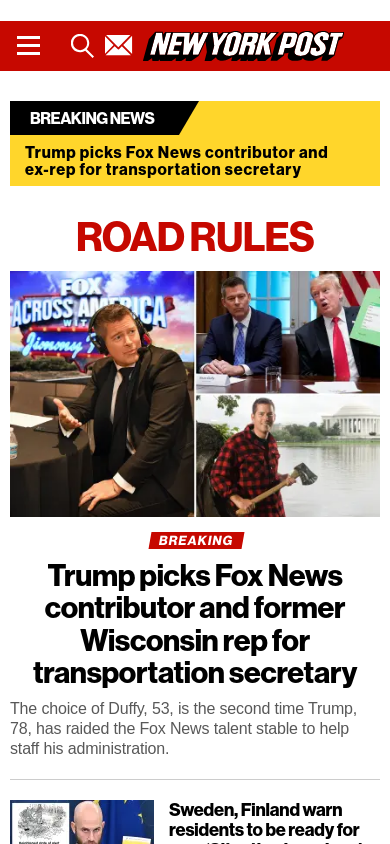 NEW YORK POST
BREAKING NEWS
Trump picks Fox News contributor and
ex-rep for transportation secretary
ROAD RULES
FOX
ACROSS AMERICA
WITH
Jimmy
BREAKING
Trump picks Fox News
contributor and former
Wisconsin rep for
transportation secretary
The choice of Duffy, 53, is the second time Trump,
78, has raided the Fox News talent stable to help
staff his administration.
Sweden, Finland warn
residents to be ready for